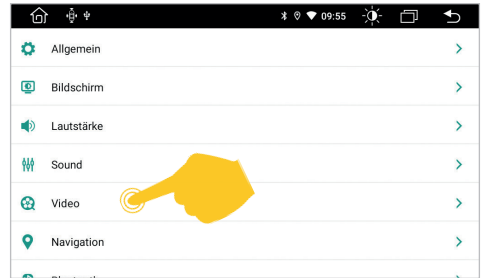 09:55
Allgemein
Bildschirm
Lautstärke
Sound
Video
Navigation